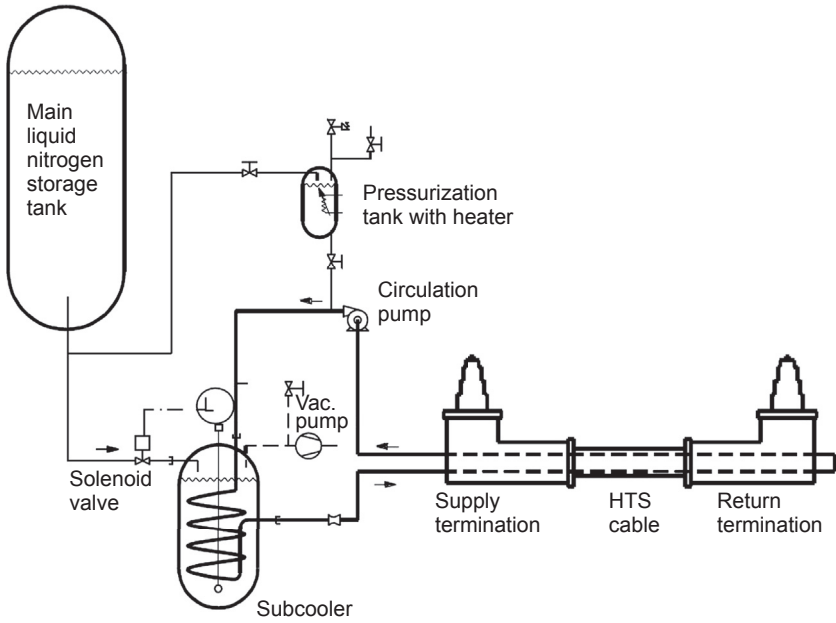 Main
liquid
nitrogen
storage
tank
Pressurization
tank with heater
Circulation
pump
L
Vac.
pump
Solenoid
valve
Supply
termination
HTS
cable
Return
termination
Subcooler